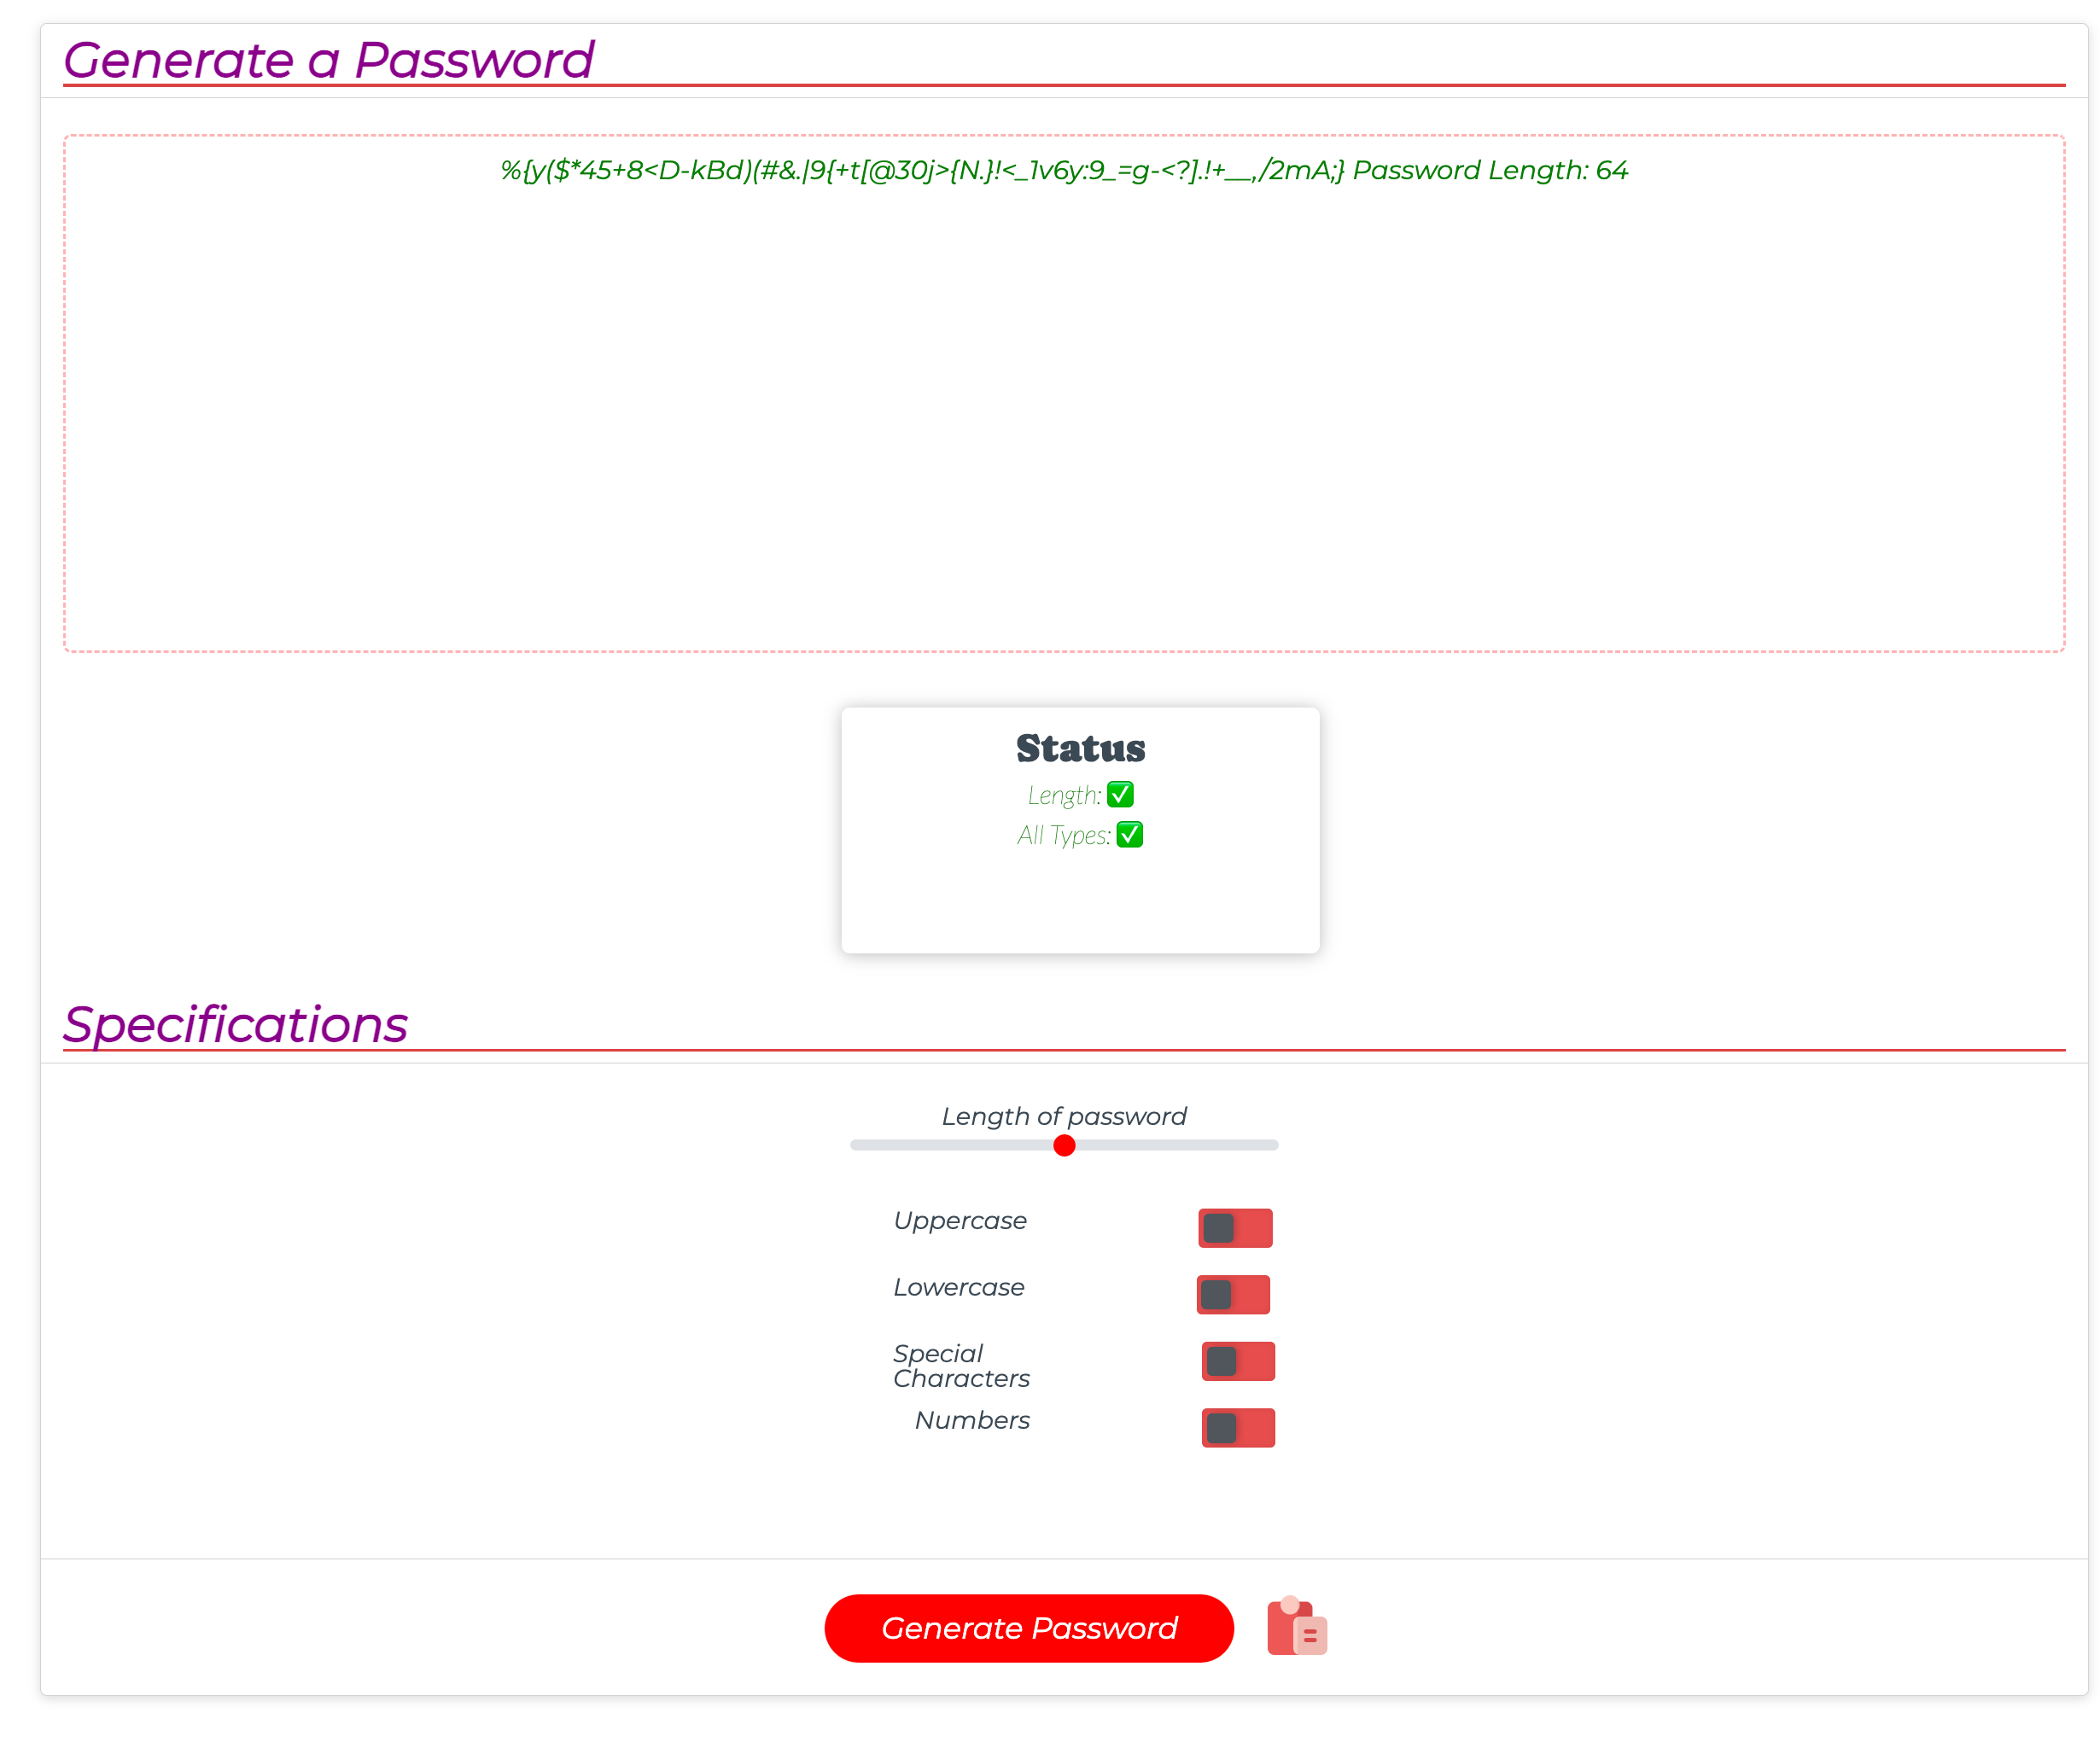 Generate a Password
%{y($*45+8<D-kBd)(#&.|9{+t[@30j>{N.}!<_1v6y:9_=g-<?].!+__,/2mA;} Password Length: 64
Status
Length: ✅
All Types: ✅
Specifications
Length of password
Uppercase
Lowercase
Special
Characters
Numbers
Generate Password